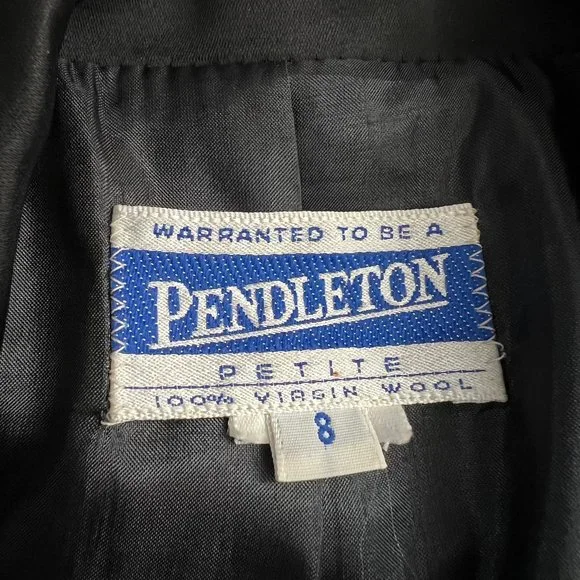 WARRANTED TO BE A
PENDLETON
PETITE
100% VIRGIN WOOL
8